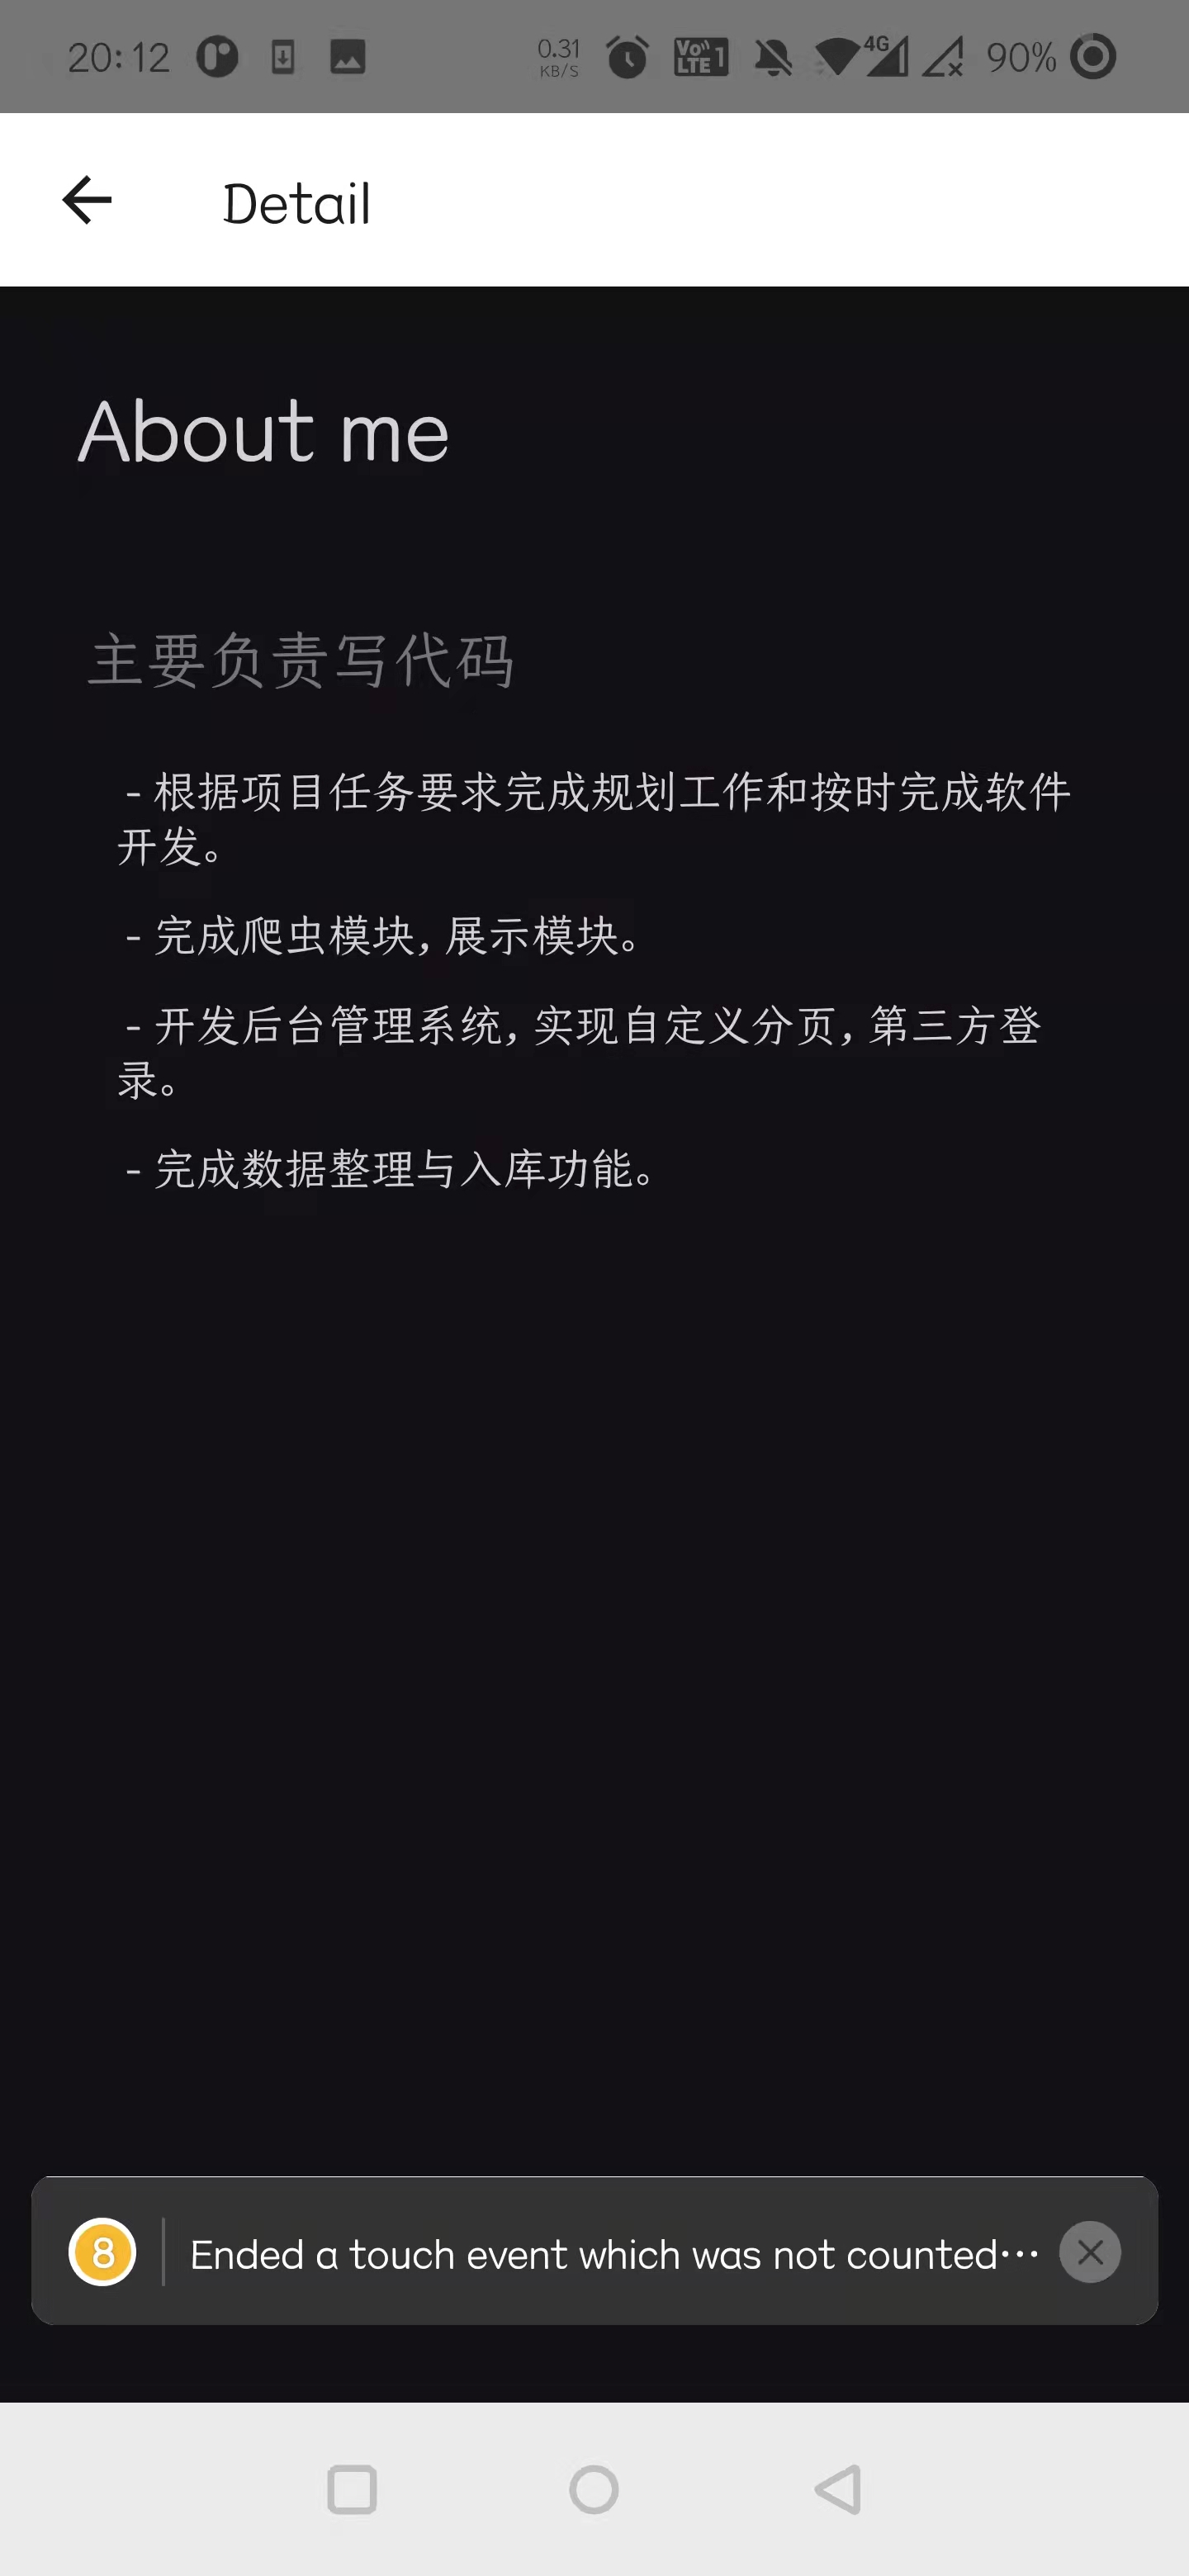 20:12
0.31
KB/S
Vo LTE 1
4G
90%
Detail
About me
主要负责写代码
- 根据项目任务要求完成规划工作和按时完成软件
开发。
- 完成爬虫模块, 展示模块。
- 开发后台管理系统, 实现自定义分页, 第三方登
录。
- 完成数据整理与入库功能。
8
Ended a touch event which was not counted···